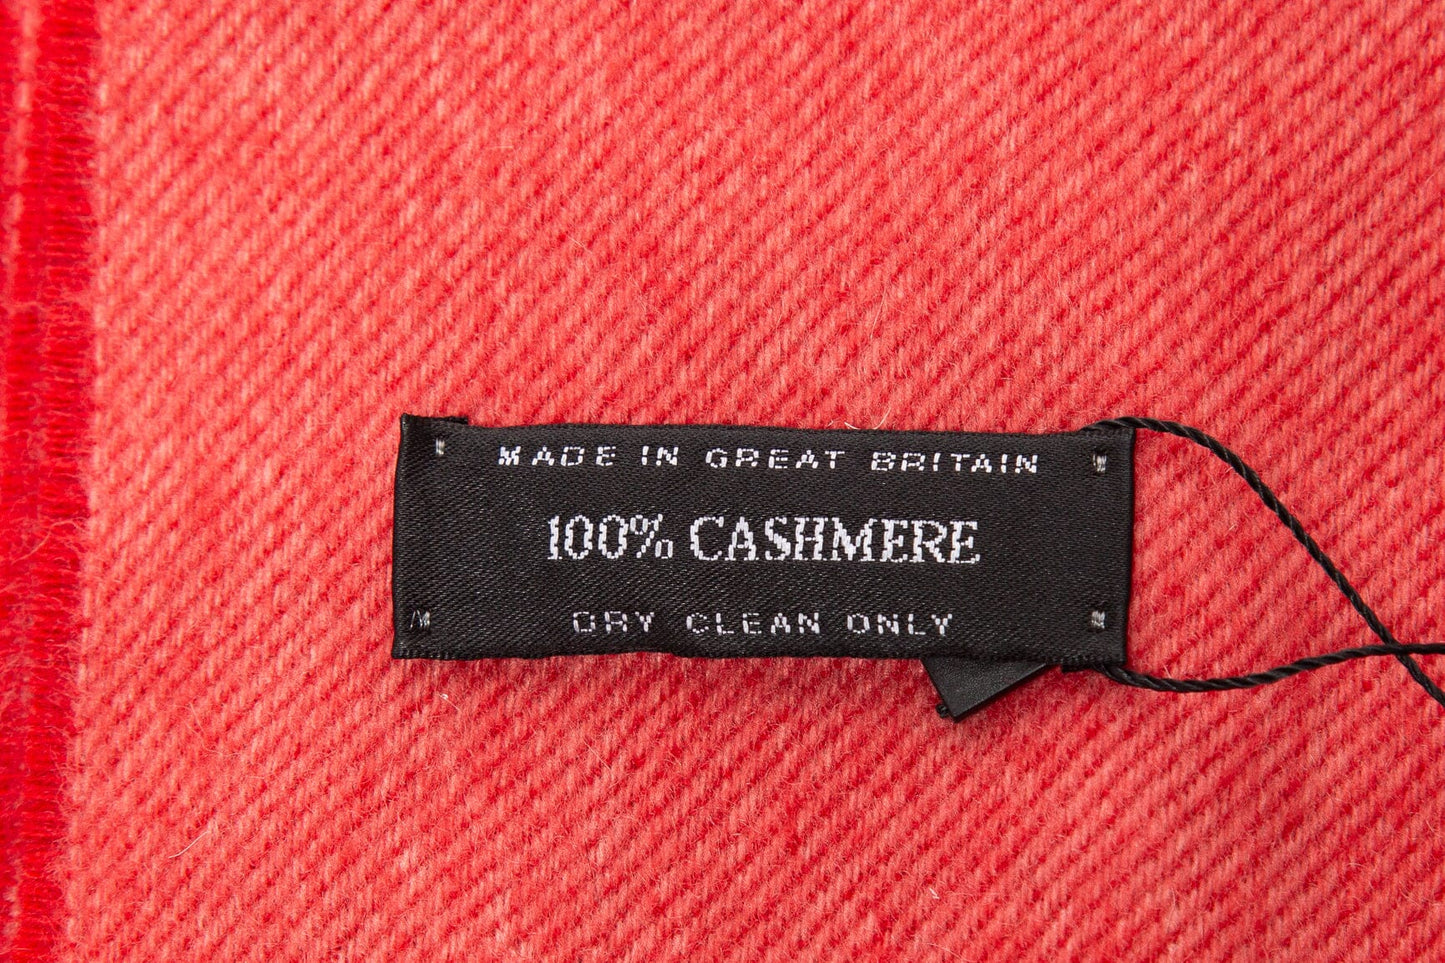 MADE IN GREAT BRITAIN
100% CASHMERE
DRY CLEAN ONLY